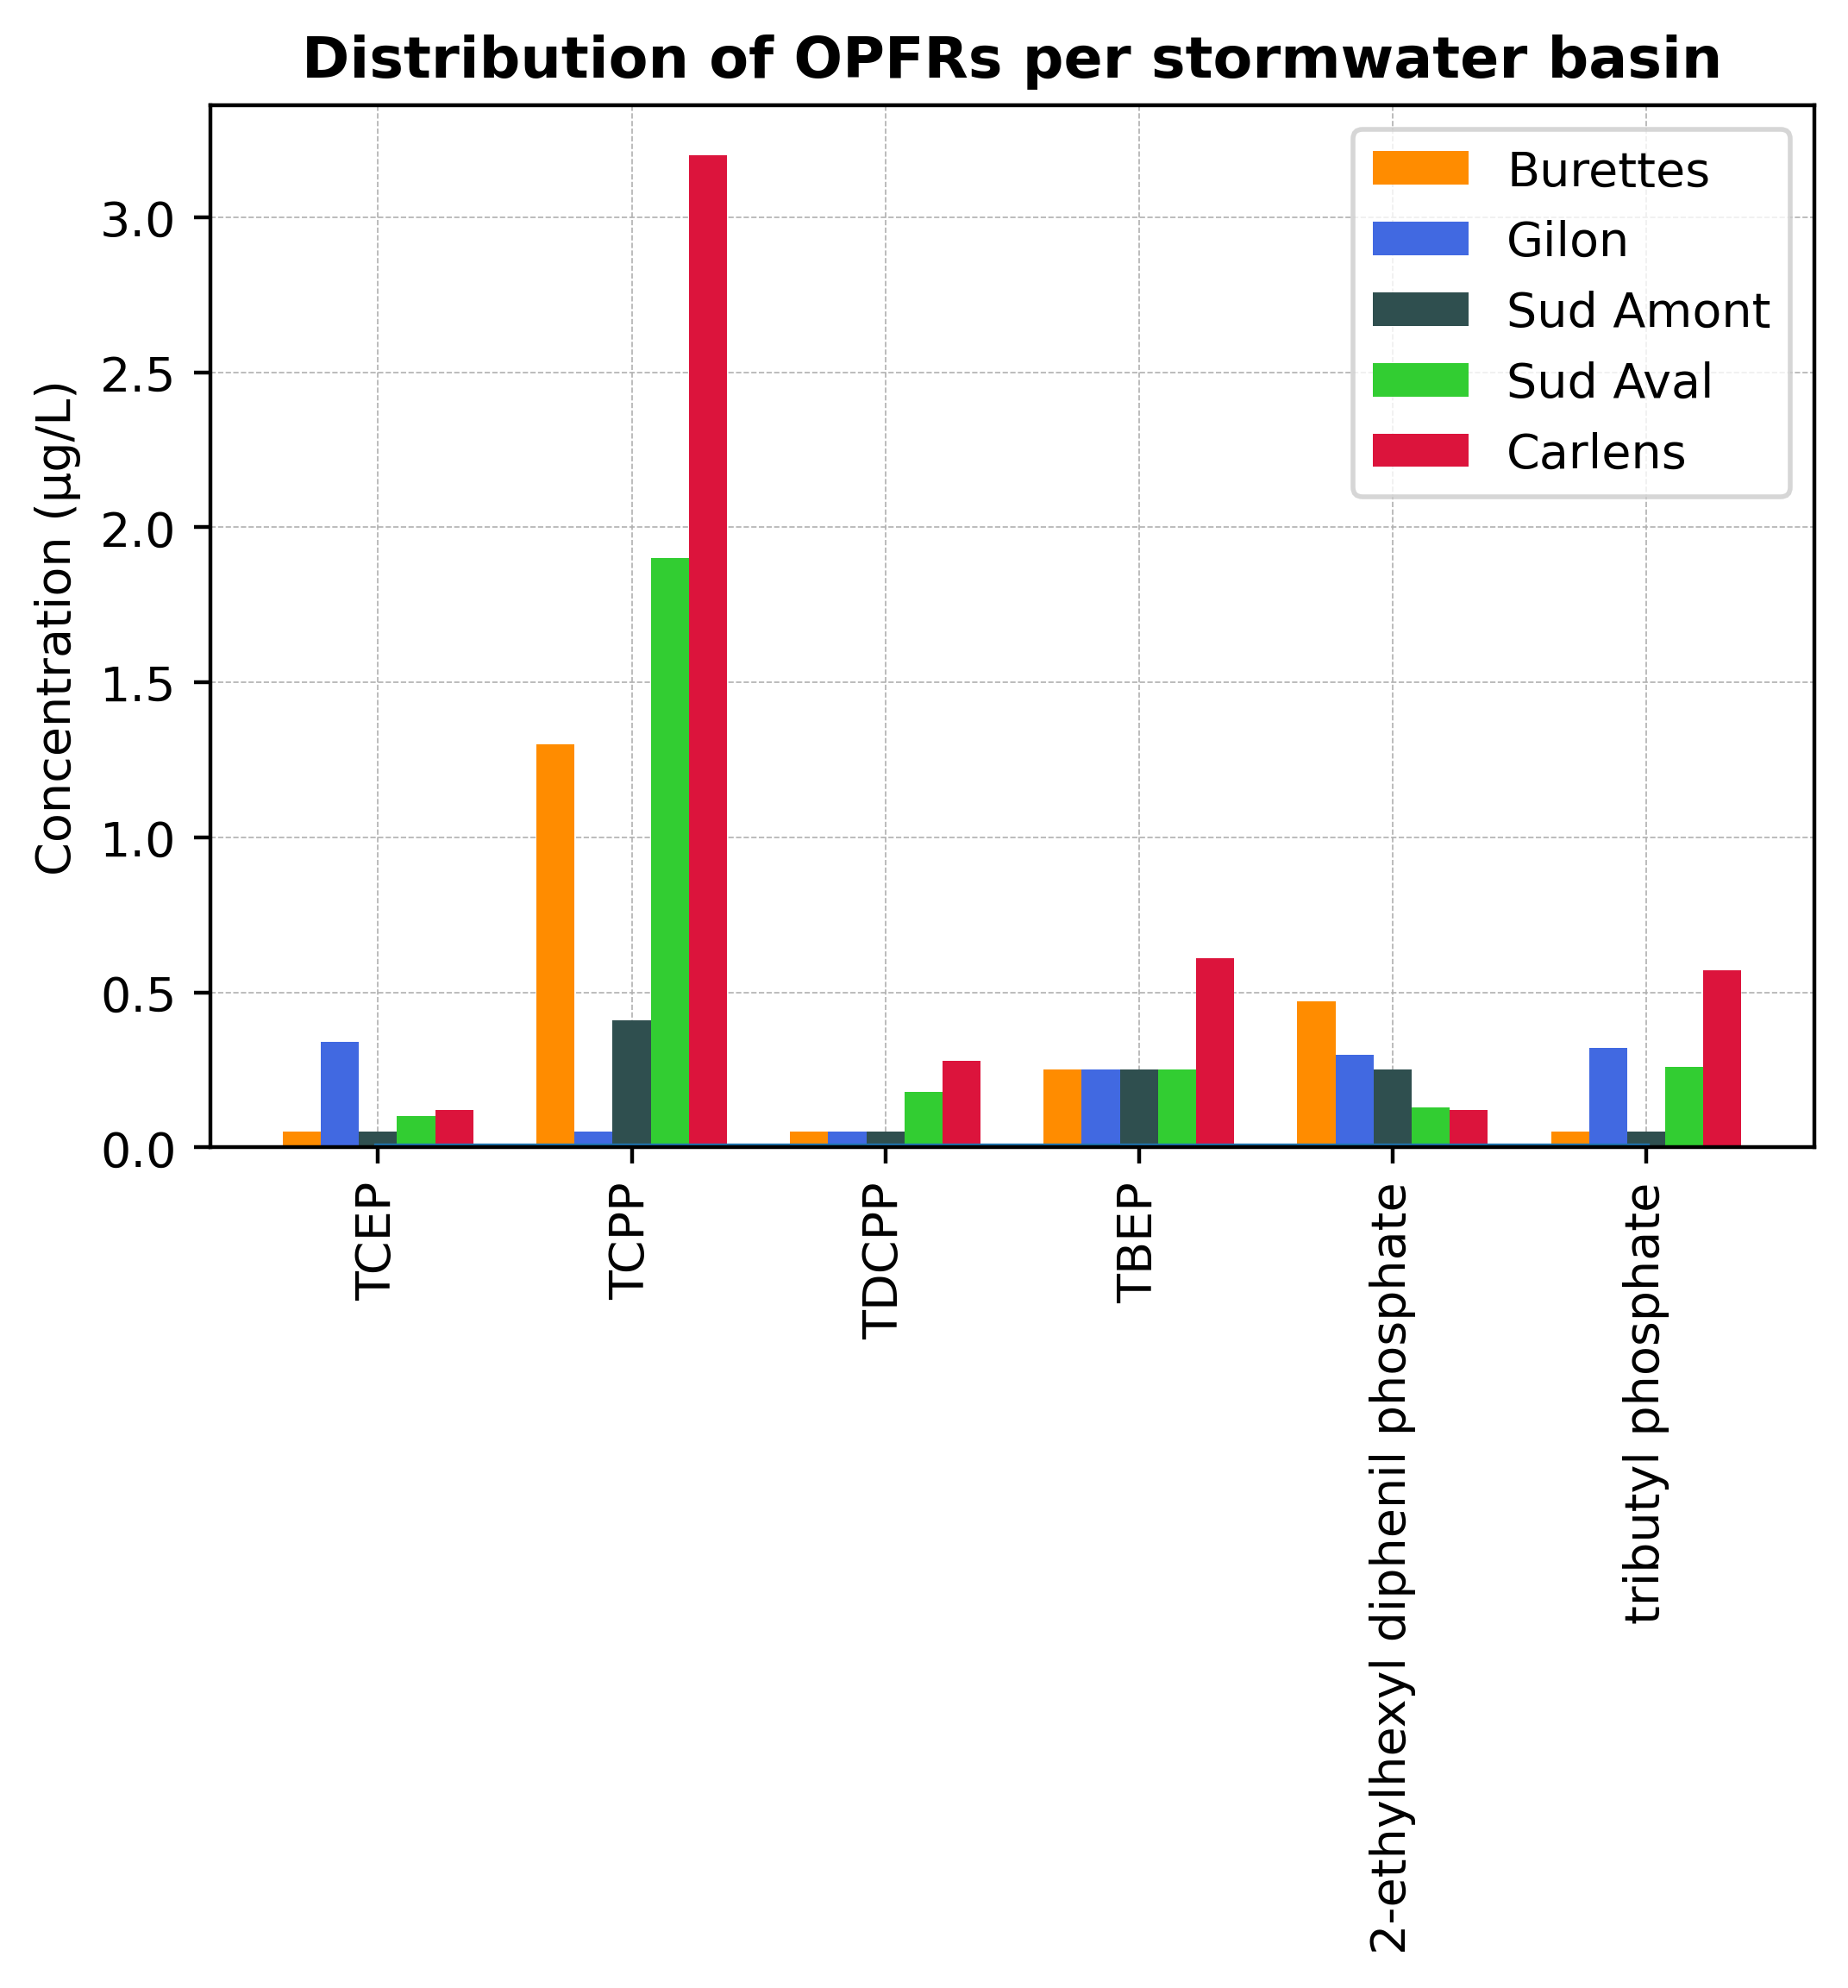 Distribution of OPFRs per stormwater basin
Concentration (µg/L)
3.0
2.5
2.0
1.5
1.0
0.5
0.0
Burettes
Gilon
Sud Amont
Sud Aval
Carlens
TCEP
TCPP
TDCPP
TBEP
2-ethylhexyl diphenil phosphate
tributyl phosphate